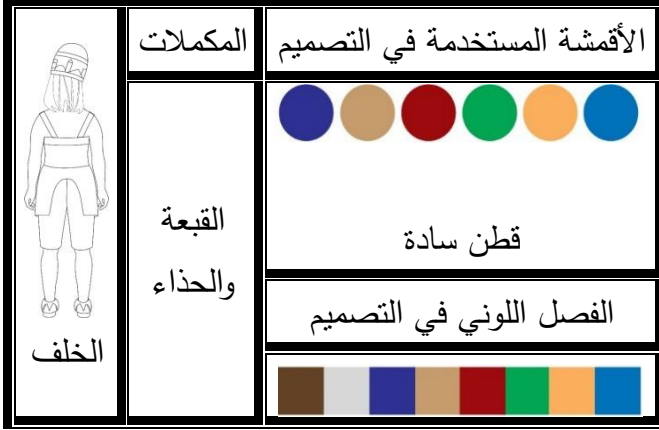 الأقمشة المستخدمة في التصميم
المكملات
قطن سادة
القبعة
والحذاء
الفصل اللوني في التصميم
الخلف